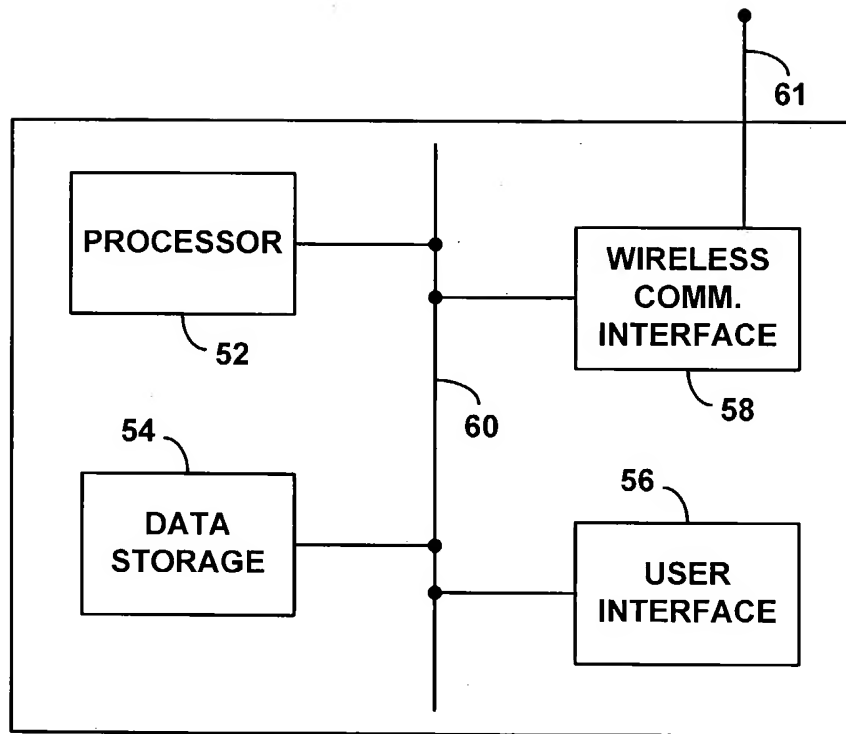 61
PROCESSOR
52
WIRELESS
COMM.
INTERFACE
58
60
54
DATA
STORAGE
56
USER
INTERFACE